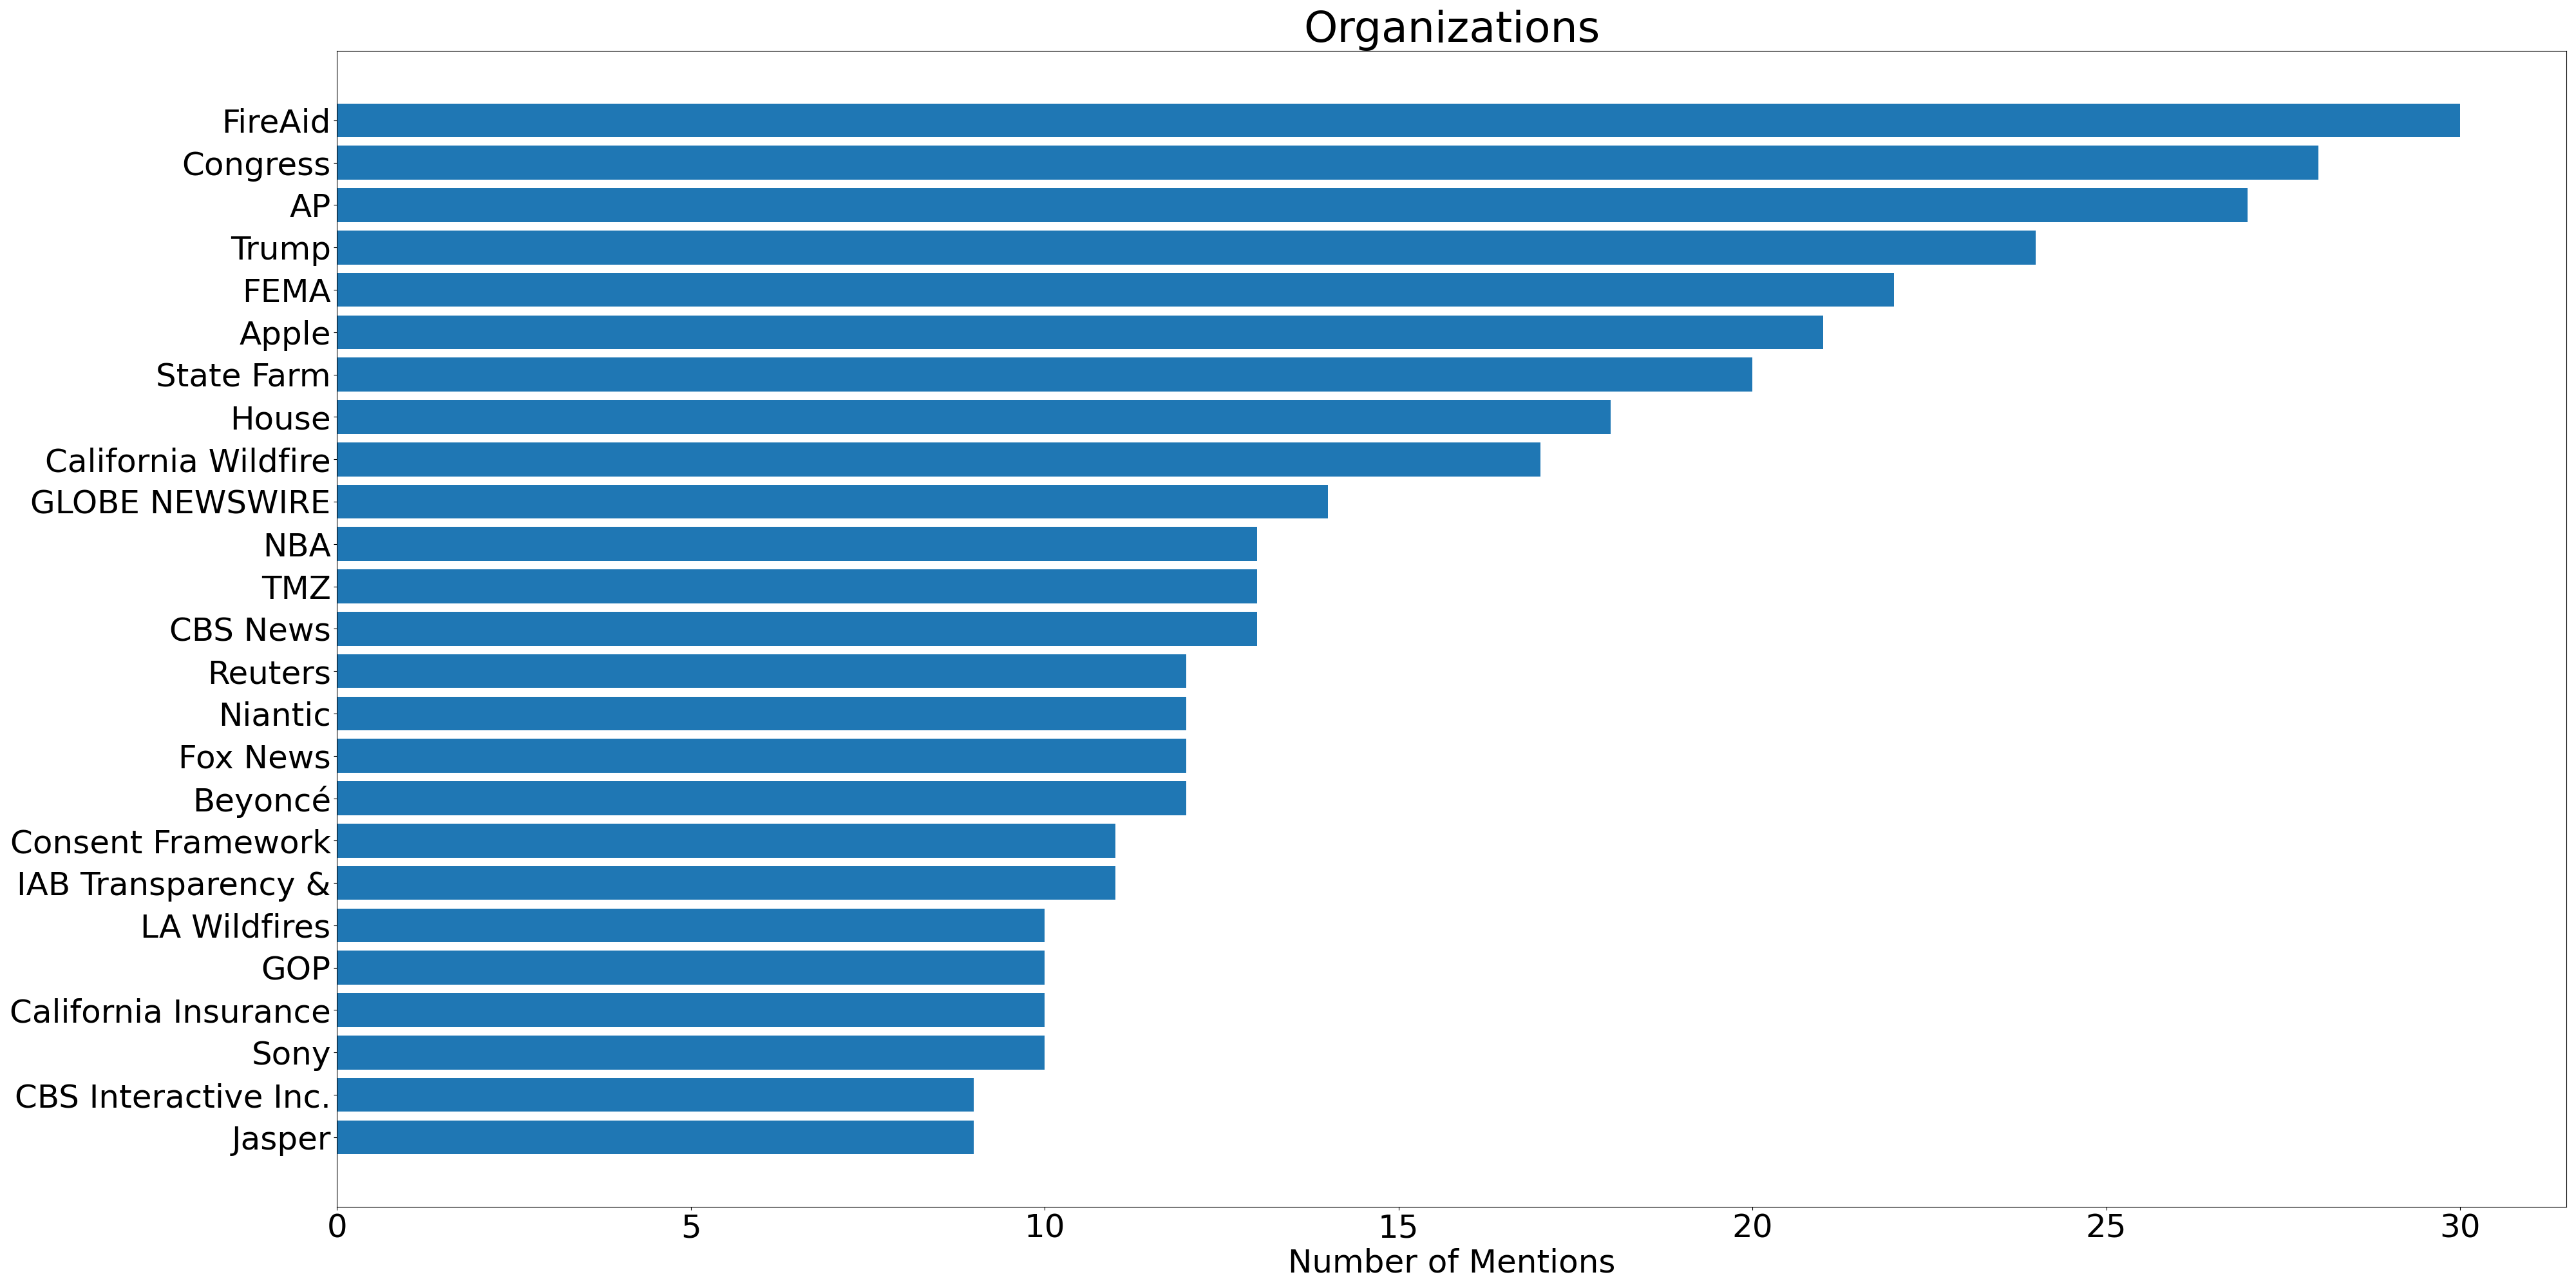 Organizations
FireAid
Congress
AP
Trump
FEMA
Apple
State Farm
House
California Wildfire
GLOBE NEWSWIRE
NBA
TMZ
CBS News
Reuters
Niantic
Fox News
Beyoncé
Consent Framework
IAB Transparency &
LA Wildfires
GOP
California Insurance
Sony
CBS Interactive Inc.
Jasper
0 5 10 15 20 25 30
Number of Mentions